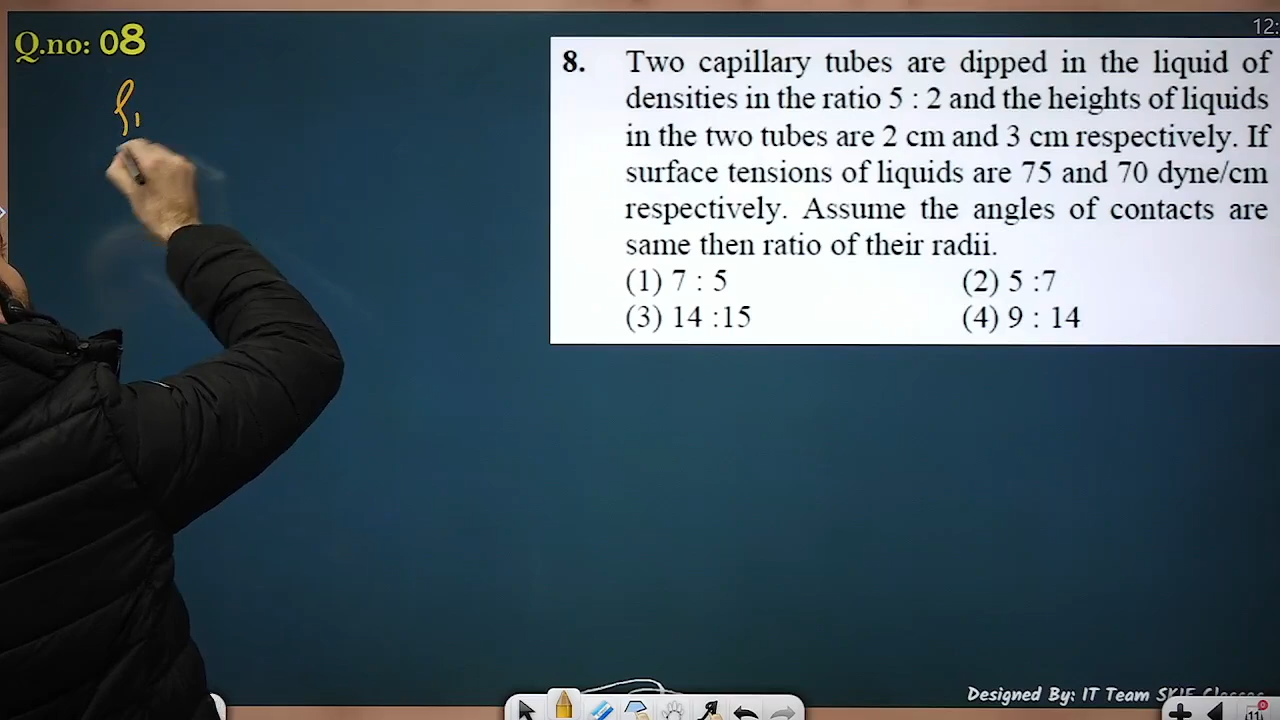 Q.no: 08
12:
ρ1
8. Two capillary tubes are dipped in the liquid of
densities in the ratio 5 : 2 and the heights of liquids
in the two tubes are 2 cm and 3 cm respectively. If
surface tensions of liquids are 75 and 70 dyne/cm
respectively. Assume the angles of contacts are
same then ratio of their radii.
(1) 7 : 5 (2) 5 :7
(3) 14 :15 (4) 9 : 14
Designed By: IT Team